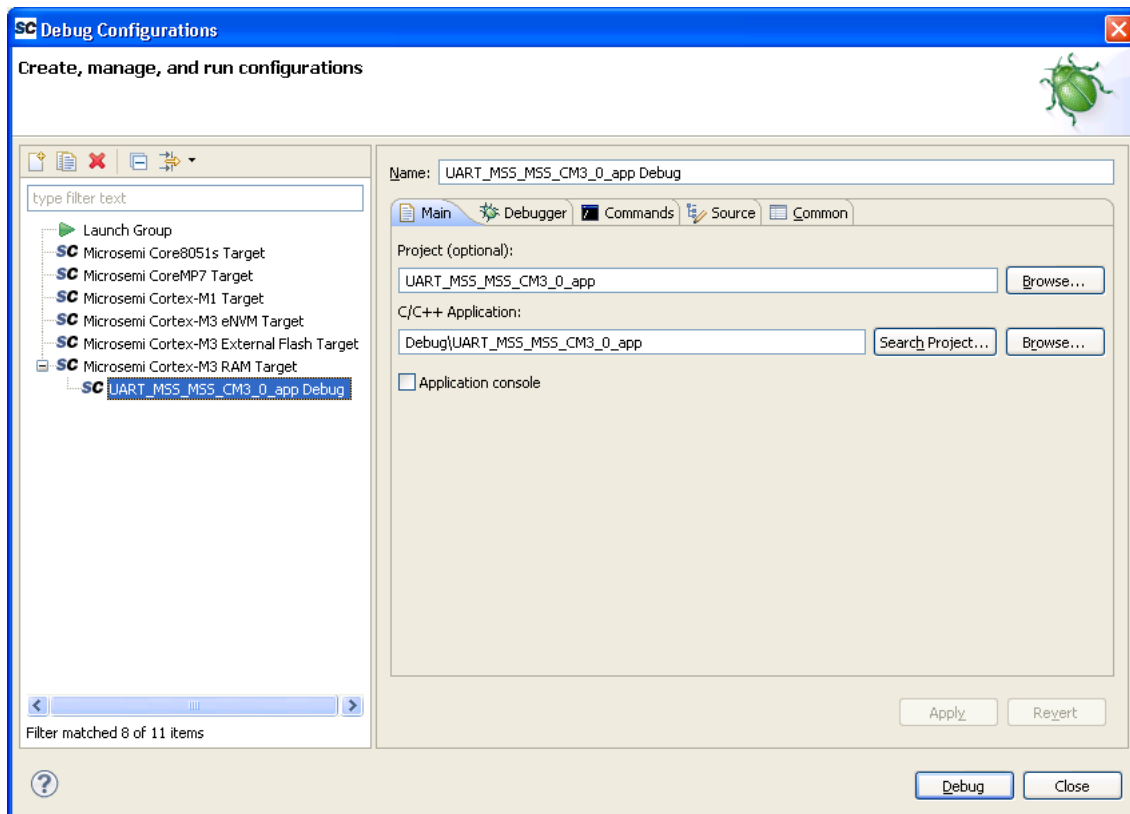 SC Debug Configurations
Create, manage, and run configurations
type filter text
Launch Group
SC Microsemi Core8051s Target
SC Microsemi CoreMP7 Target
SC Microsemi Cortex-M1 Target
SC Microsemi Cortex-M3 eNVM Target
SC Microsemi Cortex-M3 External Flash Target
SC Microsemi Cortex-M3 RAM Target
SC UART_MSS_MSS_CM3_0_app Debug
Filter matched 8 of 11 items
Name: UART_MSS_MSS_CM3_0_app Debug
Main Debugger Commands Source Common
Project (optional):
UART_MSS_MSS_CM3_0_app Browse...
C/C++ Application:
Debug\UART_MSS_MSS_CM3_0_app Search Project... Browse...
Application console
Apply Revert
? Debug Close